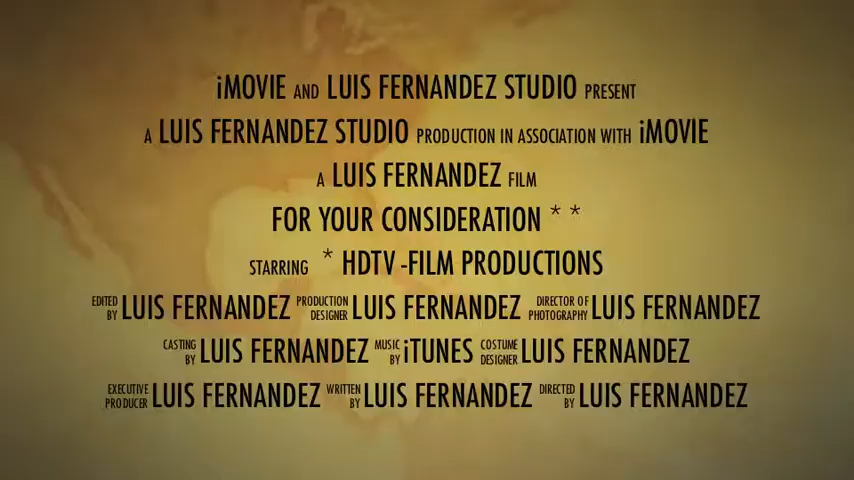 iMOVIE AND LUIS FERNANDEZ STUDIO PRESENT
A LUIS FERNANDEZ STUDIO PRODUCTION IN ASSOCIATION WITH iMOVIE
A LUIS FERNANDEZ FILM
FOR YOUR CONSIDERATION * *
STARRING * HDTV -FILM PRODUCTIONS
EDITED BY LUIS FERNANDEZ PRODUCTION DESIGNER LUIS FERNANDEZ DIRECTOR OF PHOTOGRAPHY LUIS FERNANDEZ
CASTING BY LUIS FERNANDEZ MUSIC BY iTUNES COSTUME DESIGNER LUIS FERNANDEZ
EXECUTIVE PRODUCER LUIS FERNANDEZ WRITTEN BY LUIS FERNANDEZ DIRECTED BY LUIS FERNANDEZ